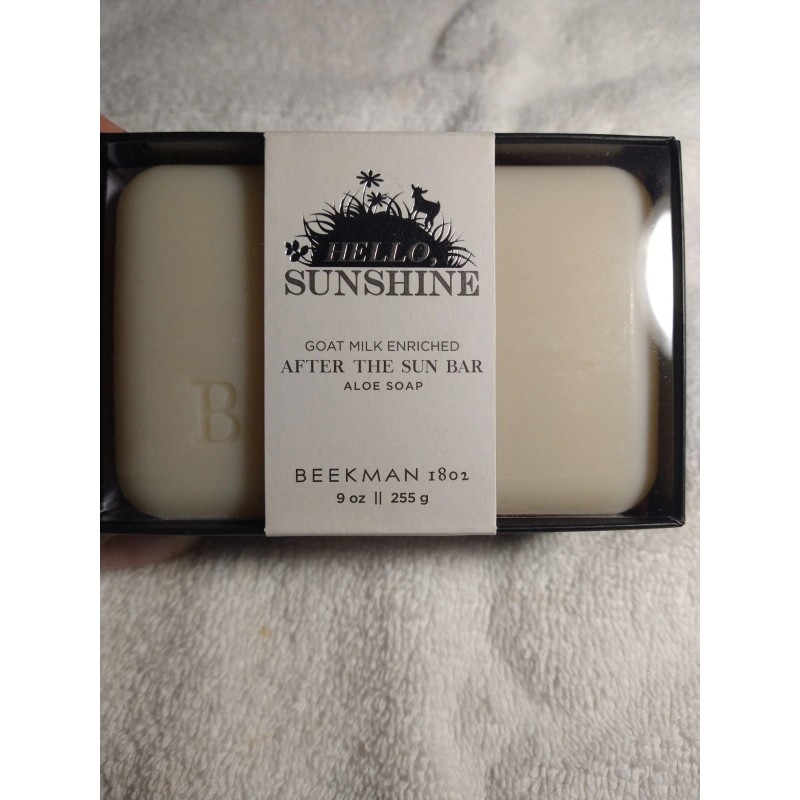 HELLO,
SUNSHINE
GOAT MILK ENRICHED
AFTER THE SUN BAR
ALOE SOAP
B
BEEKMAN 1802
9 oz || 255 g